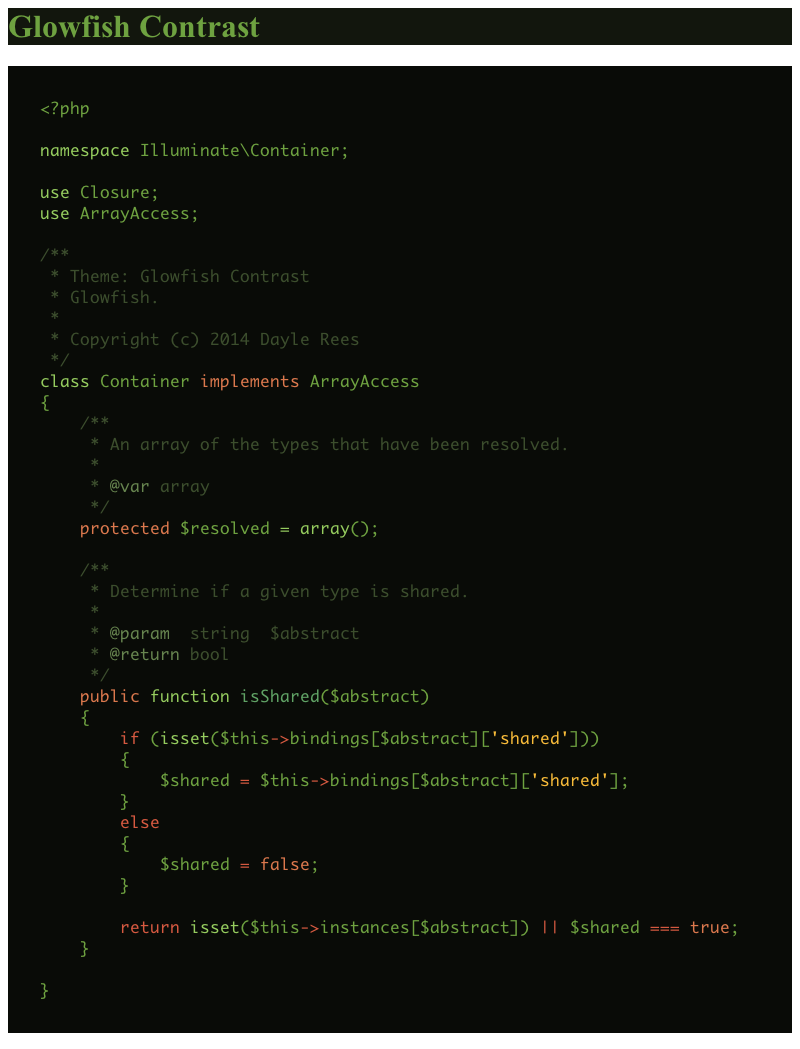 Glowfish Contrast
<?php
namespace Illuminate\Container;
use Closure;
use ArrayAccess;
/**
 * Theme: Glowfish Contrast
 * Glowfish.
 *
 * Copyright (c) 2014 Dayle Rees
 */
class Container implements ArrayAccess
{
    /**
     * An array of the types that have been resolved.
     *
     * @var array
     */
    protected $resolved = array();
    /**
     * Determine if a given type is shared.
     *
     * @param  string  $abstract
     * @return bool
     */
    public function isShared($abstract)
    {
        if (isset($this->bindings[$abstract]['shared']))
        {
            $shared = $this->bindings[$abstract]['shared'];
        }
        else
        {
            $shared = false;
        }
        return isset($this->instances[$abstract]) || $shared === true;
    }
}